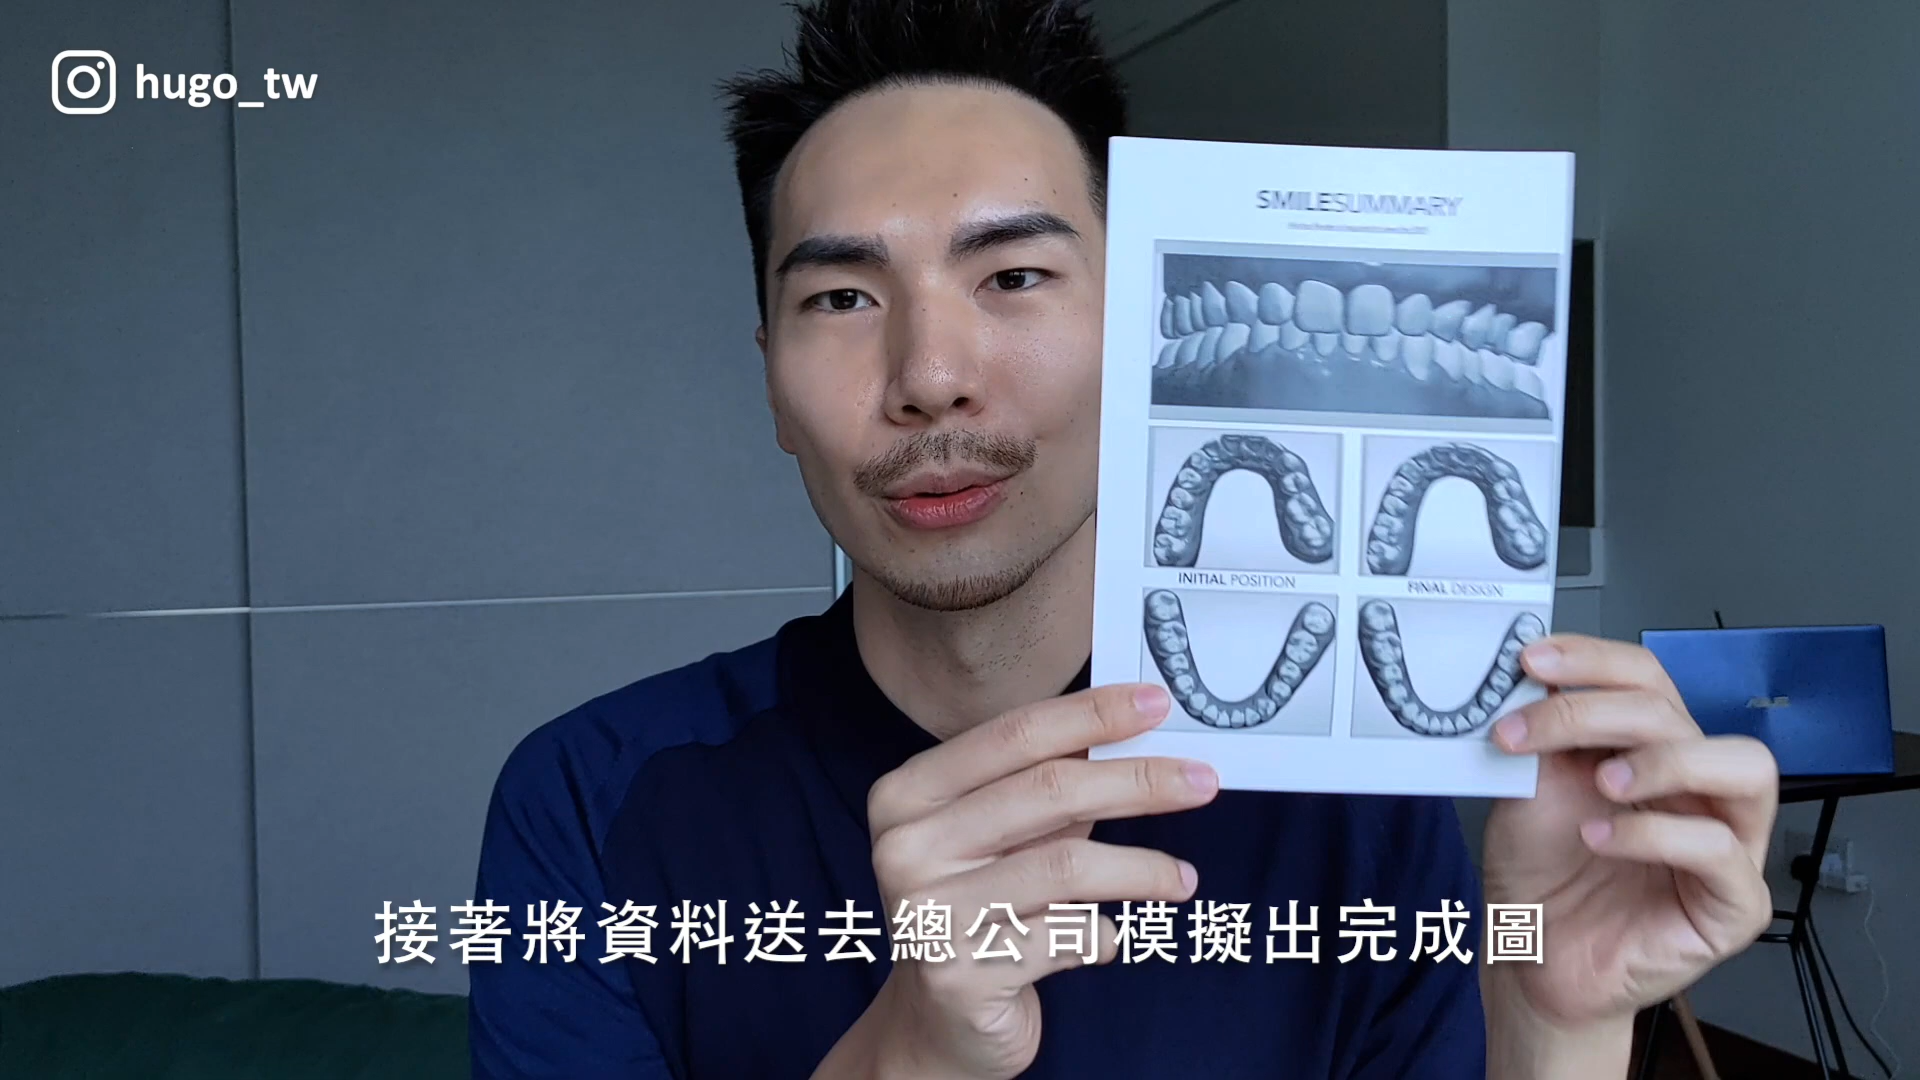 hugo_tw
SMILESUMMARY
INITIAL POSITION
FINAL DESIGN
ASUS
接著將資料送去總公司模擬出完成圖